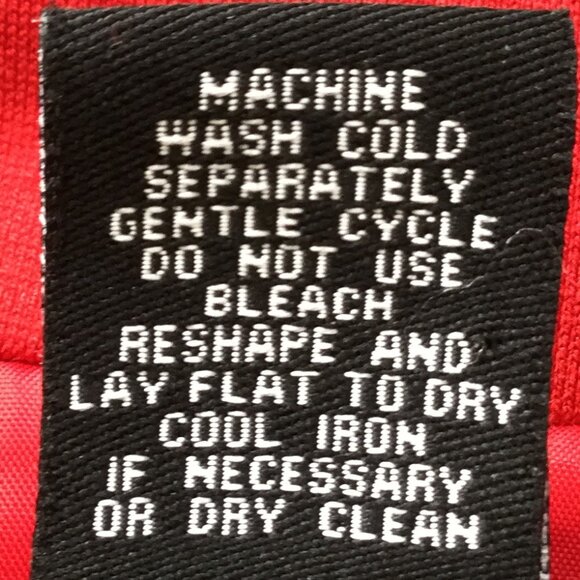 MACHINE
WASH COLD
SEPARATELY
GENTLE CYCLE
DO NOT USE
BLEACH
RESHAPE AND
LAY FLAT TO DRY
COOL IRON
IF NECESSARY
OR DRY CLEAN